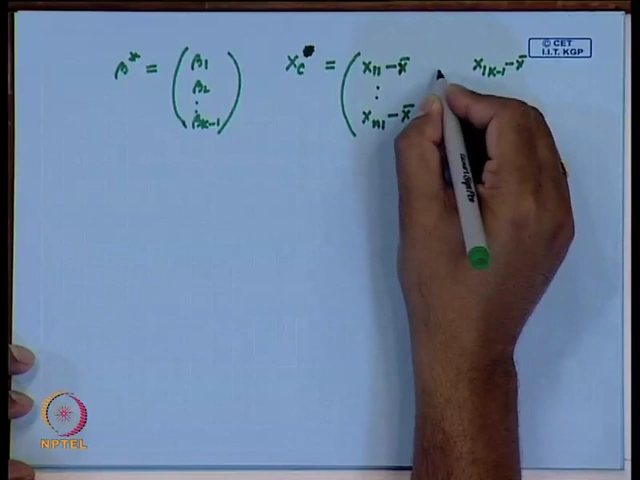 © CET
I.I.T. KGP
β* = ( β1 β2 : βk-1 )
Xc = ( x11 - x̄ x1k-1 - x̄
:
xn1 - x̄
NPTEL